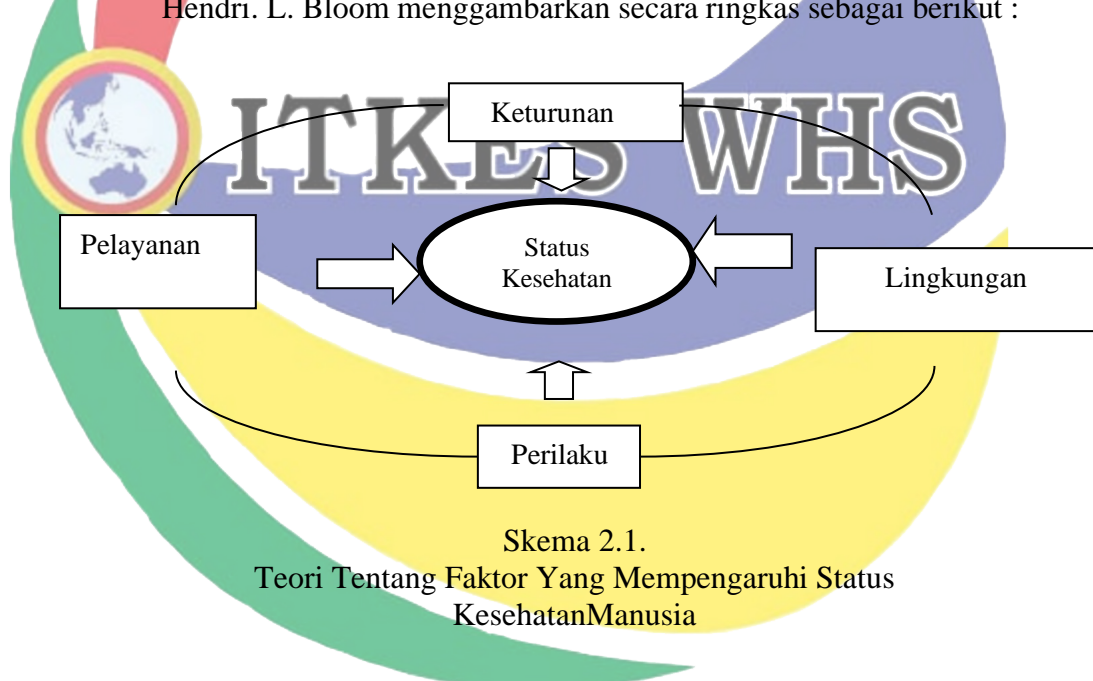 Hendri. L. Bloom menggambarkan secara ringkas sebagai berikut :
ITKES WHS
Keturunan
Pelayanan
Status
Kesehatan
Lingkungan
Perilaku
Skema 2.1.
Teori Tentang Faktor Yang Mempengaruhi Status
KesehatanManusia